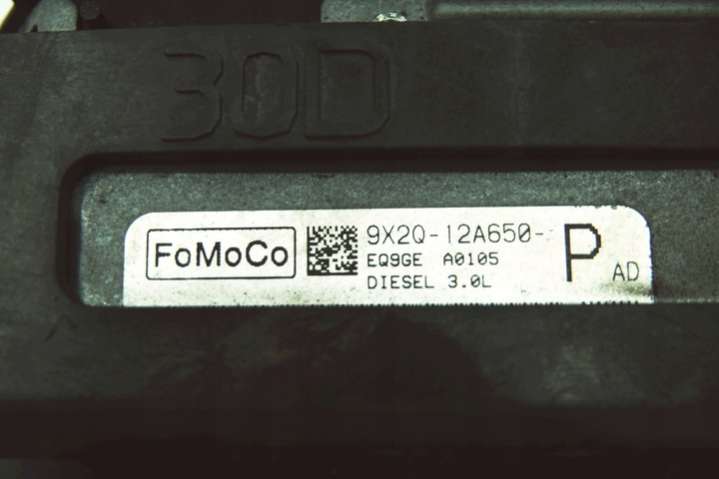 30D
FoMoCo
9X2Q-12A650-
EQ9GE A0105
DIESEL 3.0L
P
AD